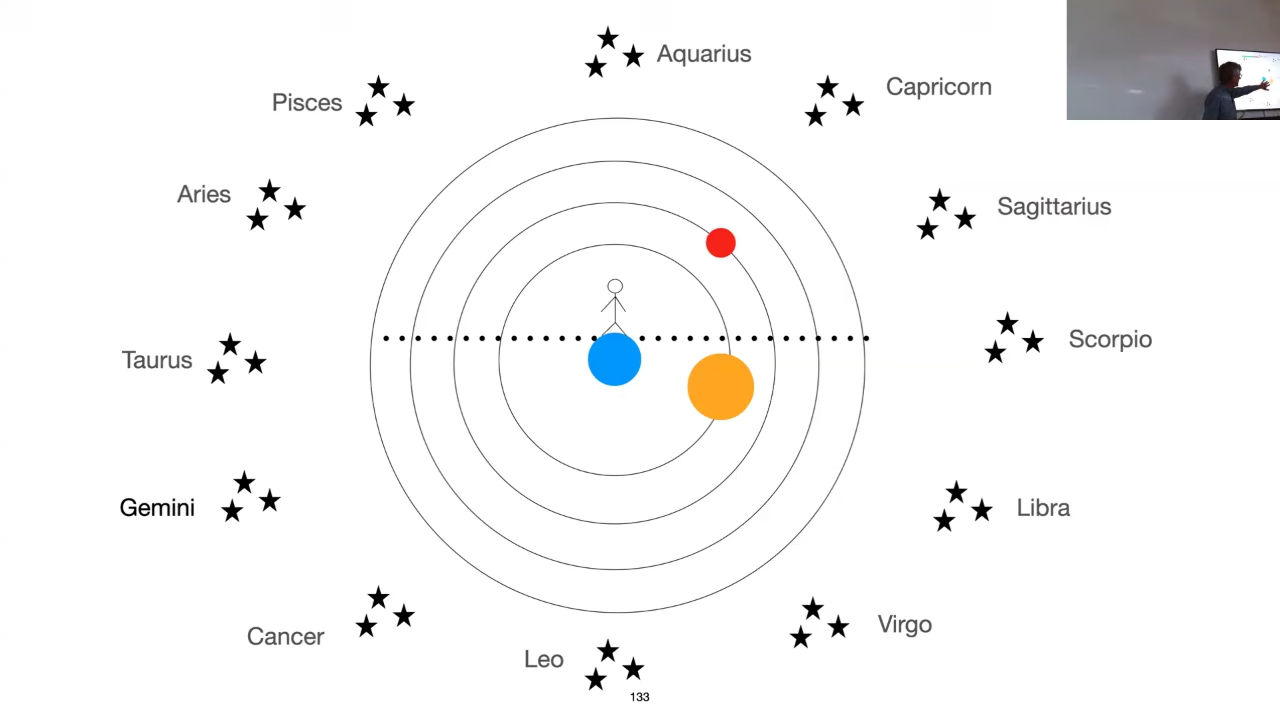 Aquarius
Capricorn
Pisces
Aries
Sagittarius
Scorpio
Taurus
Gemini
Libra
Virgo
Cancer
Leo
133